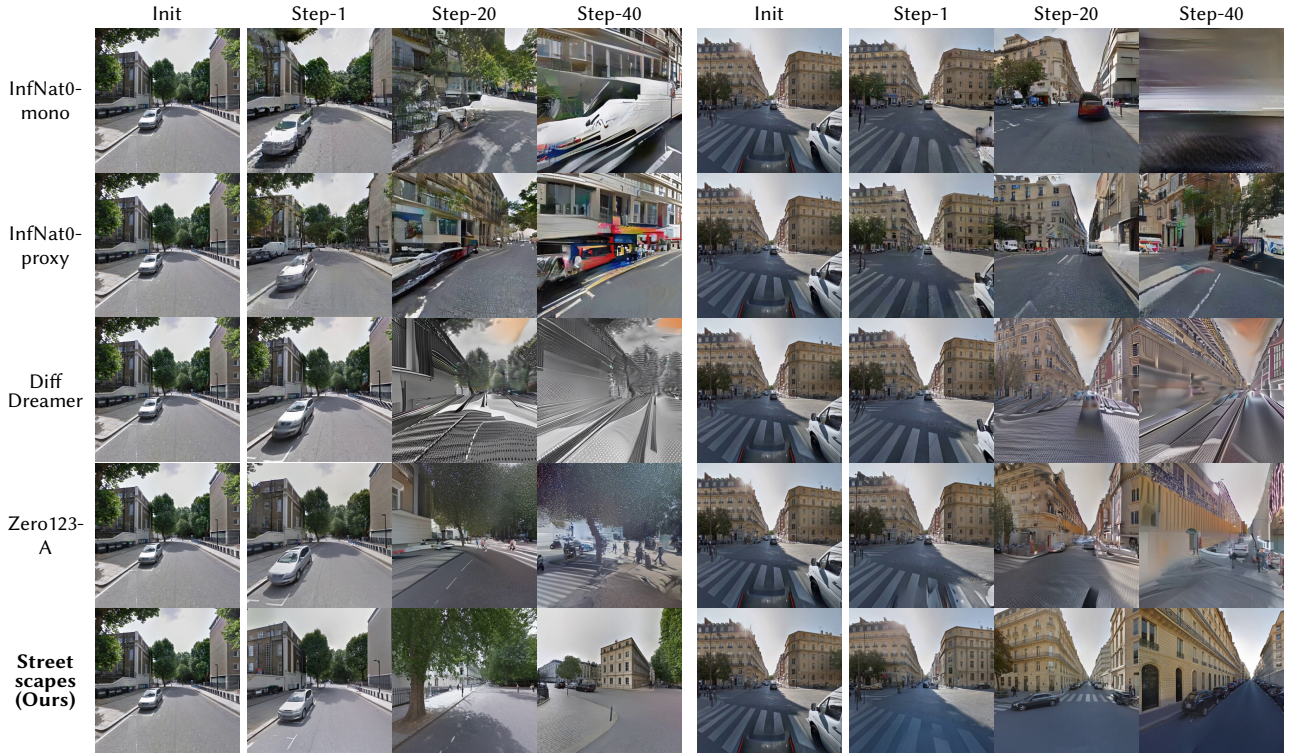 Init Step-1 Step-20 Step-40 Init Step-1 Step-20 Step-40
InfNat0-
mono
InfNat0-
proxy
Diff
Dreamer
Zero123-
A
Street
scapes
(Ours)